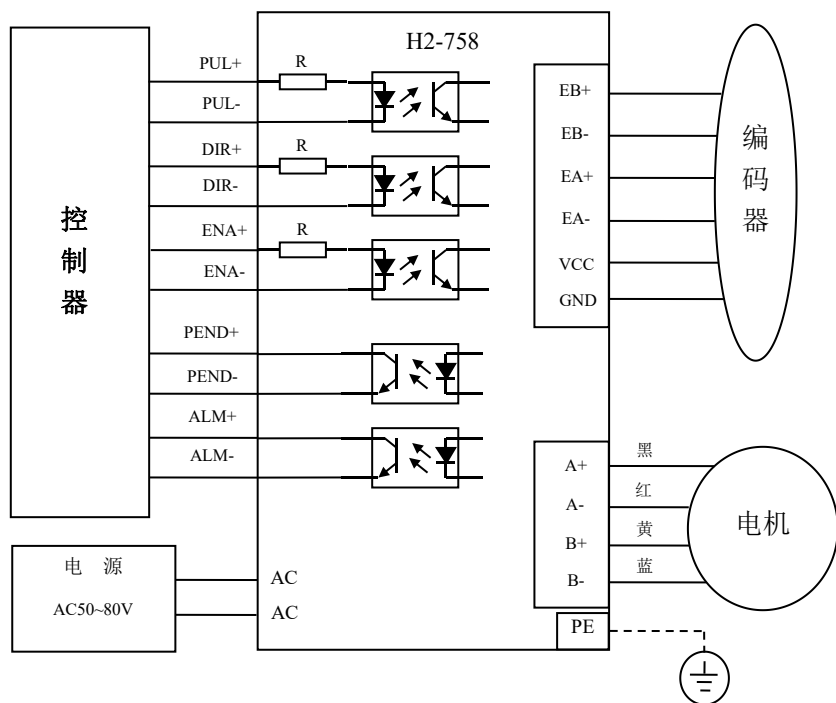 H2-758
控制器
PUL+
R
PUL-
DIR+
R
DIR-
ENA+
R
ENA-
PEND+
PEND-
ALM+
ALM-
电 源
AC50~80V
AC
AC
EB+
EB-
EA+
EA-
VCC
GND
编码器
A+
A-
B+
B-
黑
红
黄
蓝
电机
PE